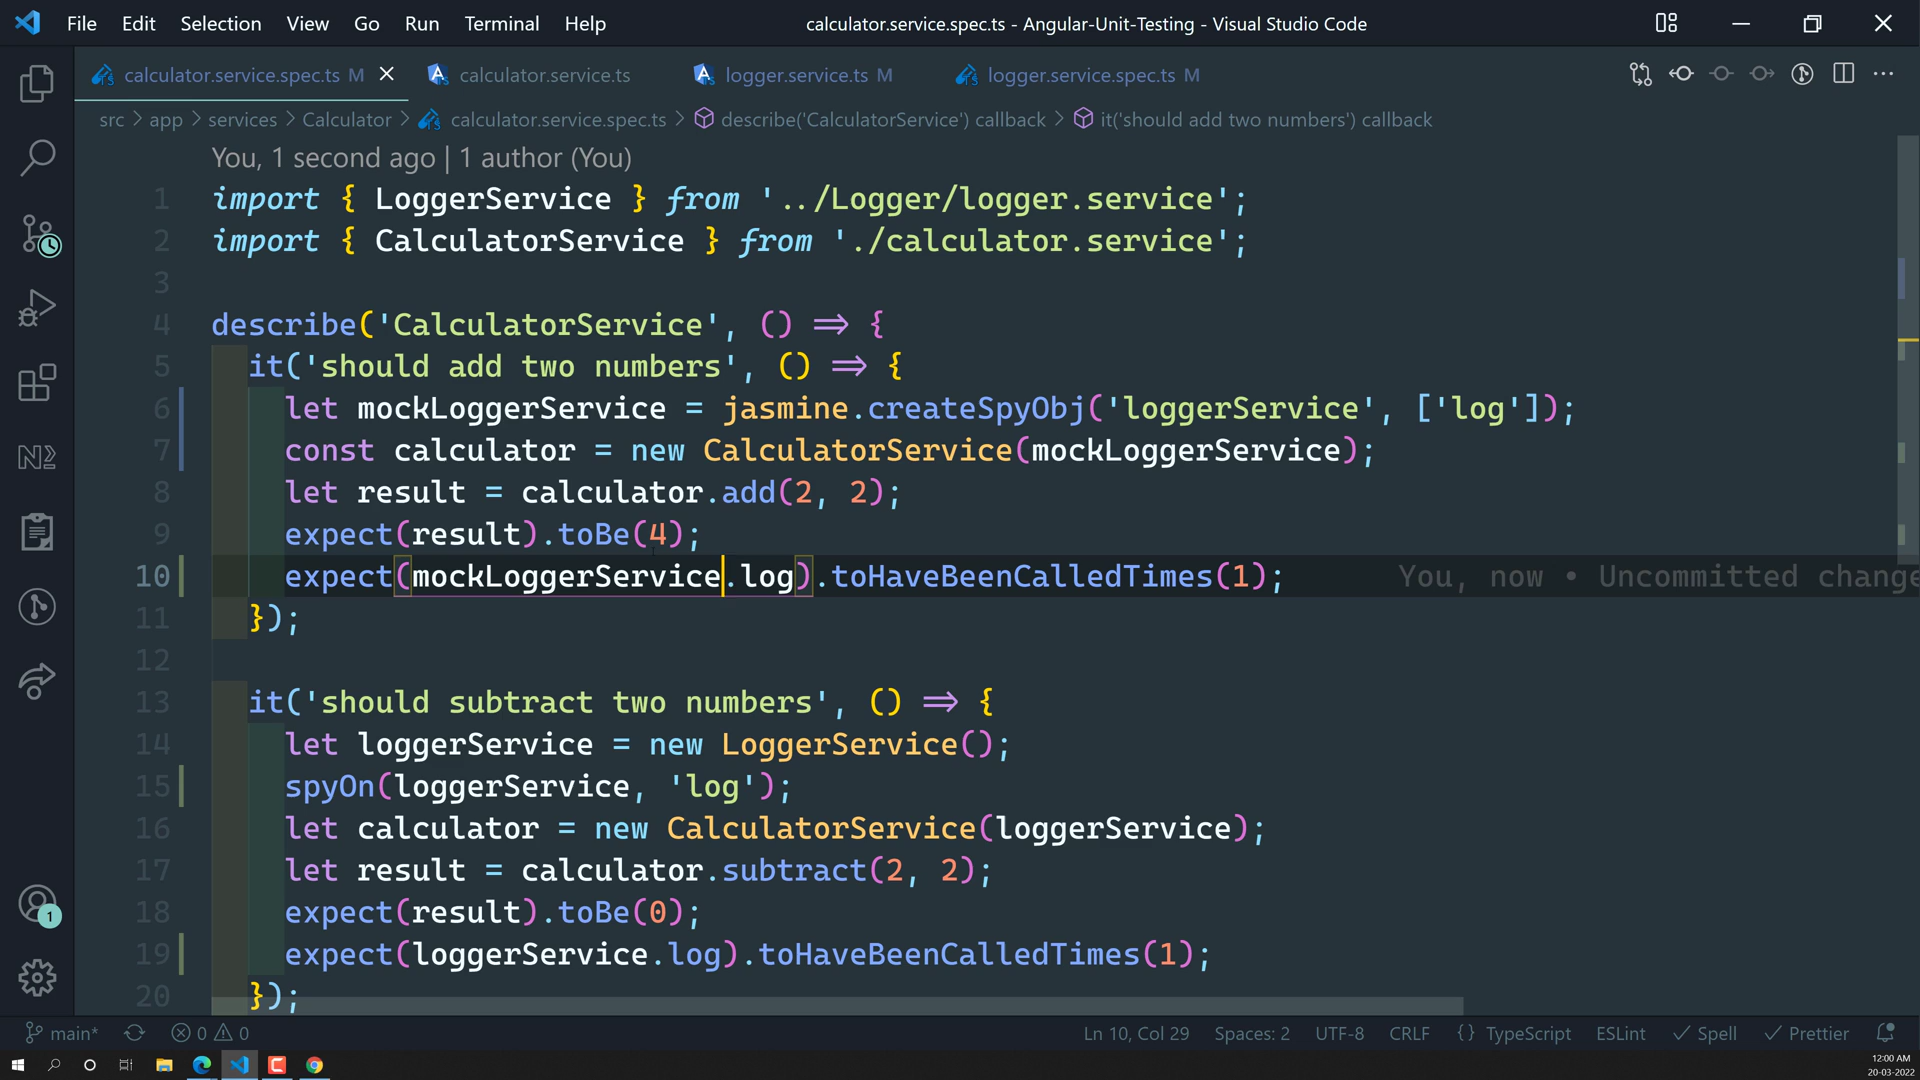 File Edit Selection View Go Run Terminal Help
calculator.service.spec.ts - Angular-Unit-Testing - Visual Studio Code
calculator.service.spec.ts M
calculator.service.ts
logger.service.ts M
logger.service.spec.ts M
src > app > services > Calculator > calculator.service.spec.ts > describe('CalculatorService') callback > it('should add two numbers') callback
You, 1 second ago | 1 author (You)
1 import { LoggerService } from '../Logger/logger.service';
2 import { CalculatorService } from './calculator.service';
3
4 describe('CalculatorService', () => {
5 it('should add two numbers', () => {
6 let mockLoggerService = jasmine.createSpyObj('loggerService', ['log']);
7 const calculator = new CalculatorService(mockLoggerService);
8 let result = calculator.add(2, 2);
9 expect(result).toBe(4);
10 expect(mockLoggerService.log).toHaveBeenCalledTimes(1); You, now • Uncommitted change
11 });
12
13 it('should subtract two numbers', () => {
14 let loggerService = new LoggerService();
15 spyOn(loggerService, 'log');
16 let calculator = new CalculatorService(loggerService);
17 let result = calculator.subtract(2, 2);
18 expect(result).toBe(0);
19 expect(loggerService.log).toHaveBeenCalledTimes(1);
20 });
1
main* 0 0 Ln 10, Col 29 Spaces: 2 UTF-8 CRLF {} TypeScript ESLint Spell Prettier
12:00 AM
20-03-2022